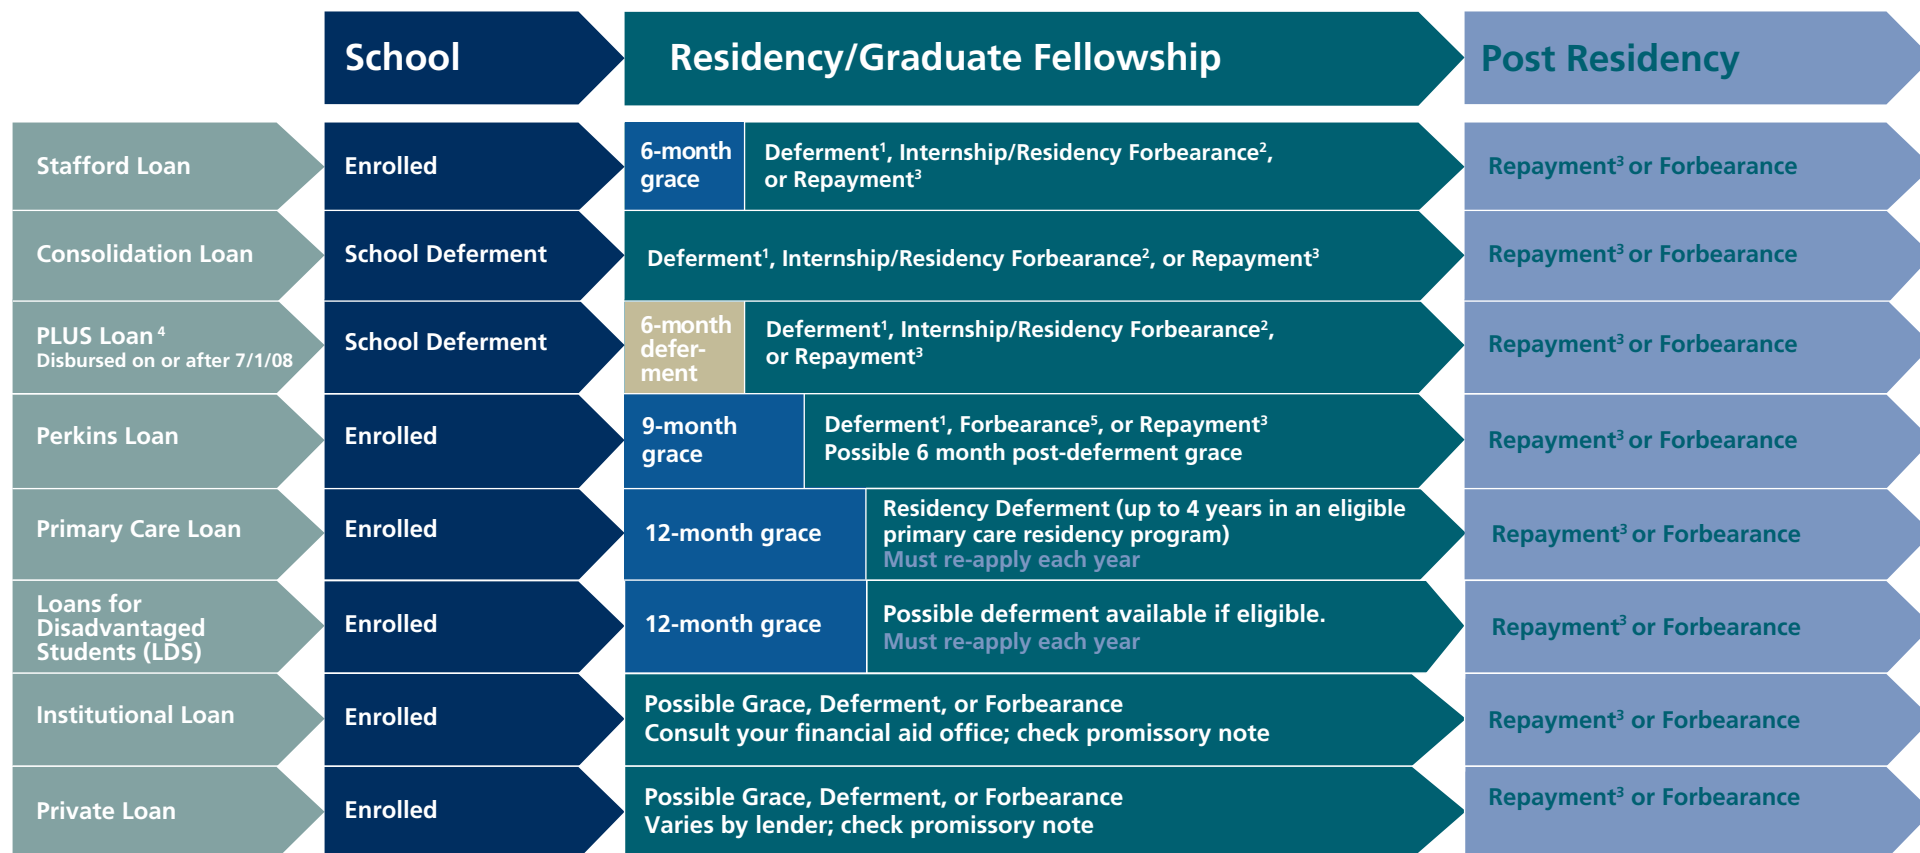 School
Residency/Graduate Fellowship
Post Residency
Stafford Loan
Enrolled
6-month
grace
Deferment¹, Internship/Residency Forbearance²,
or Repayment³
Repayment³ or Forbearance
Consolidation Loan
School Deferment
Deferment¹, Internship/Residency Forbearance², or Repayment³
Repayment³ or Forbearance
PLUS Loan ⁴
Disbursed on or after 7/1/08
School Deferment
6-month
defer-
ment
Deferment¹, Internship/Residency Forbearance²,
or Repayment³
Repayment³ or Forbearance
Perkins Loan
Enrolled
9-month
grace
Deferment¹, Forbearance⁵, or Repayment³
Possible 6 month post-deferment grace
Repayment³ or Forbearance
Primary Care Loan
Enrolled
12-month grace
Residency Deferment (up to 4 years in an eligible
primary care residency program)
Must re-apply each year
Repayment³ or Forbearance
Loans for
Disadvantaged
Students (LDS)
Enrolled
12-month grace
Possible deferment available if eligible.
Must re-apply each year
Repayment³ or Forbearance
Institutional Loan
Enrolled
Possible Grace, Deferment, or Forbearance
Consult your financial aid office; check promissory note
Repayment³ or Forbearance
Private Loan
Enrolled
Possible Grace, Deferment, or Forbearance
Varies by lender; check promissory note
Repayment³ or Forbearance